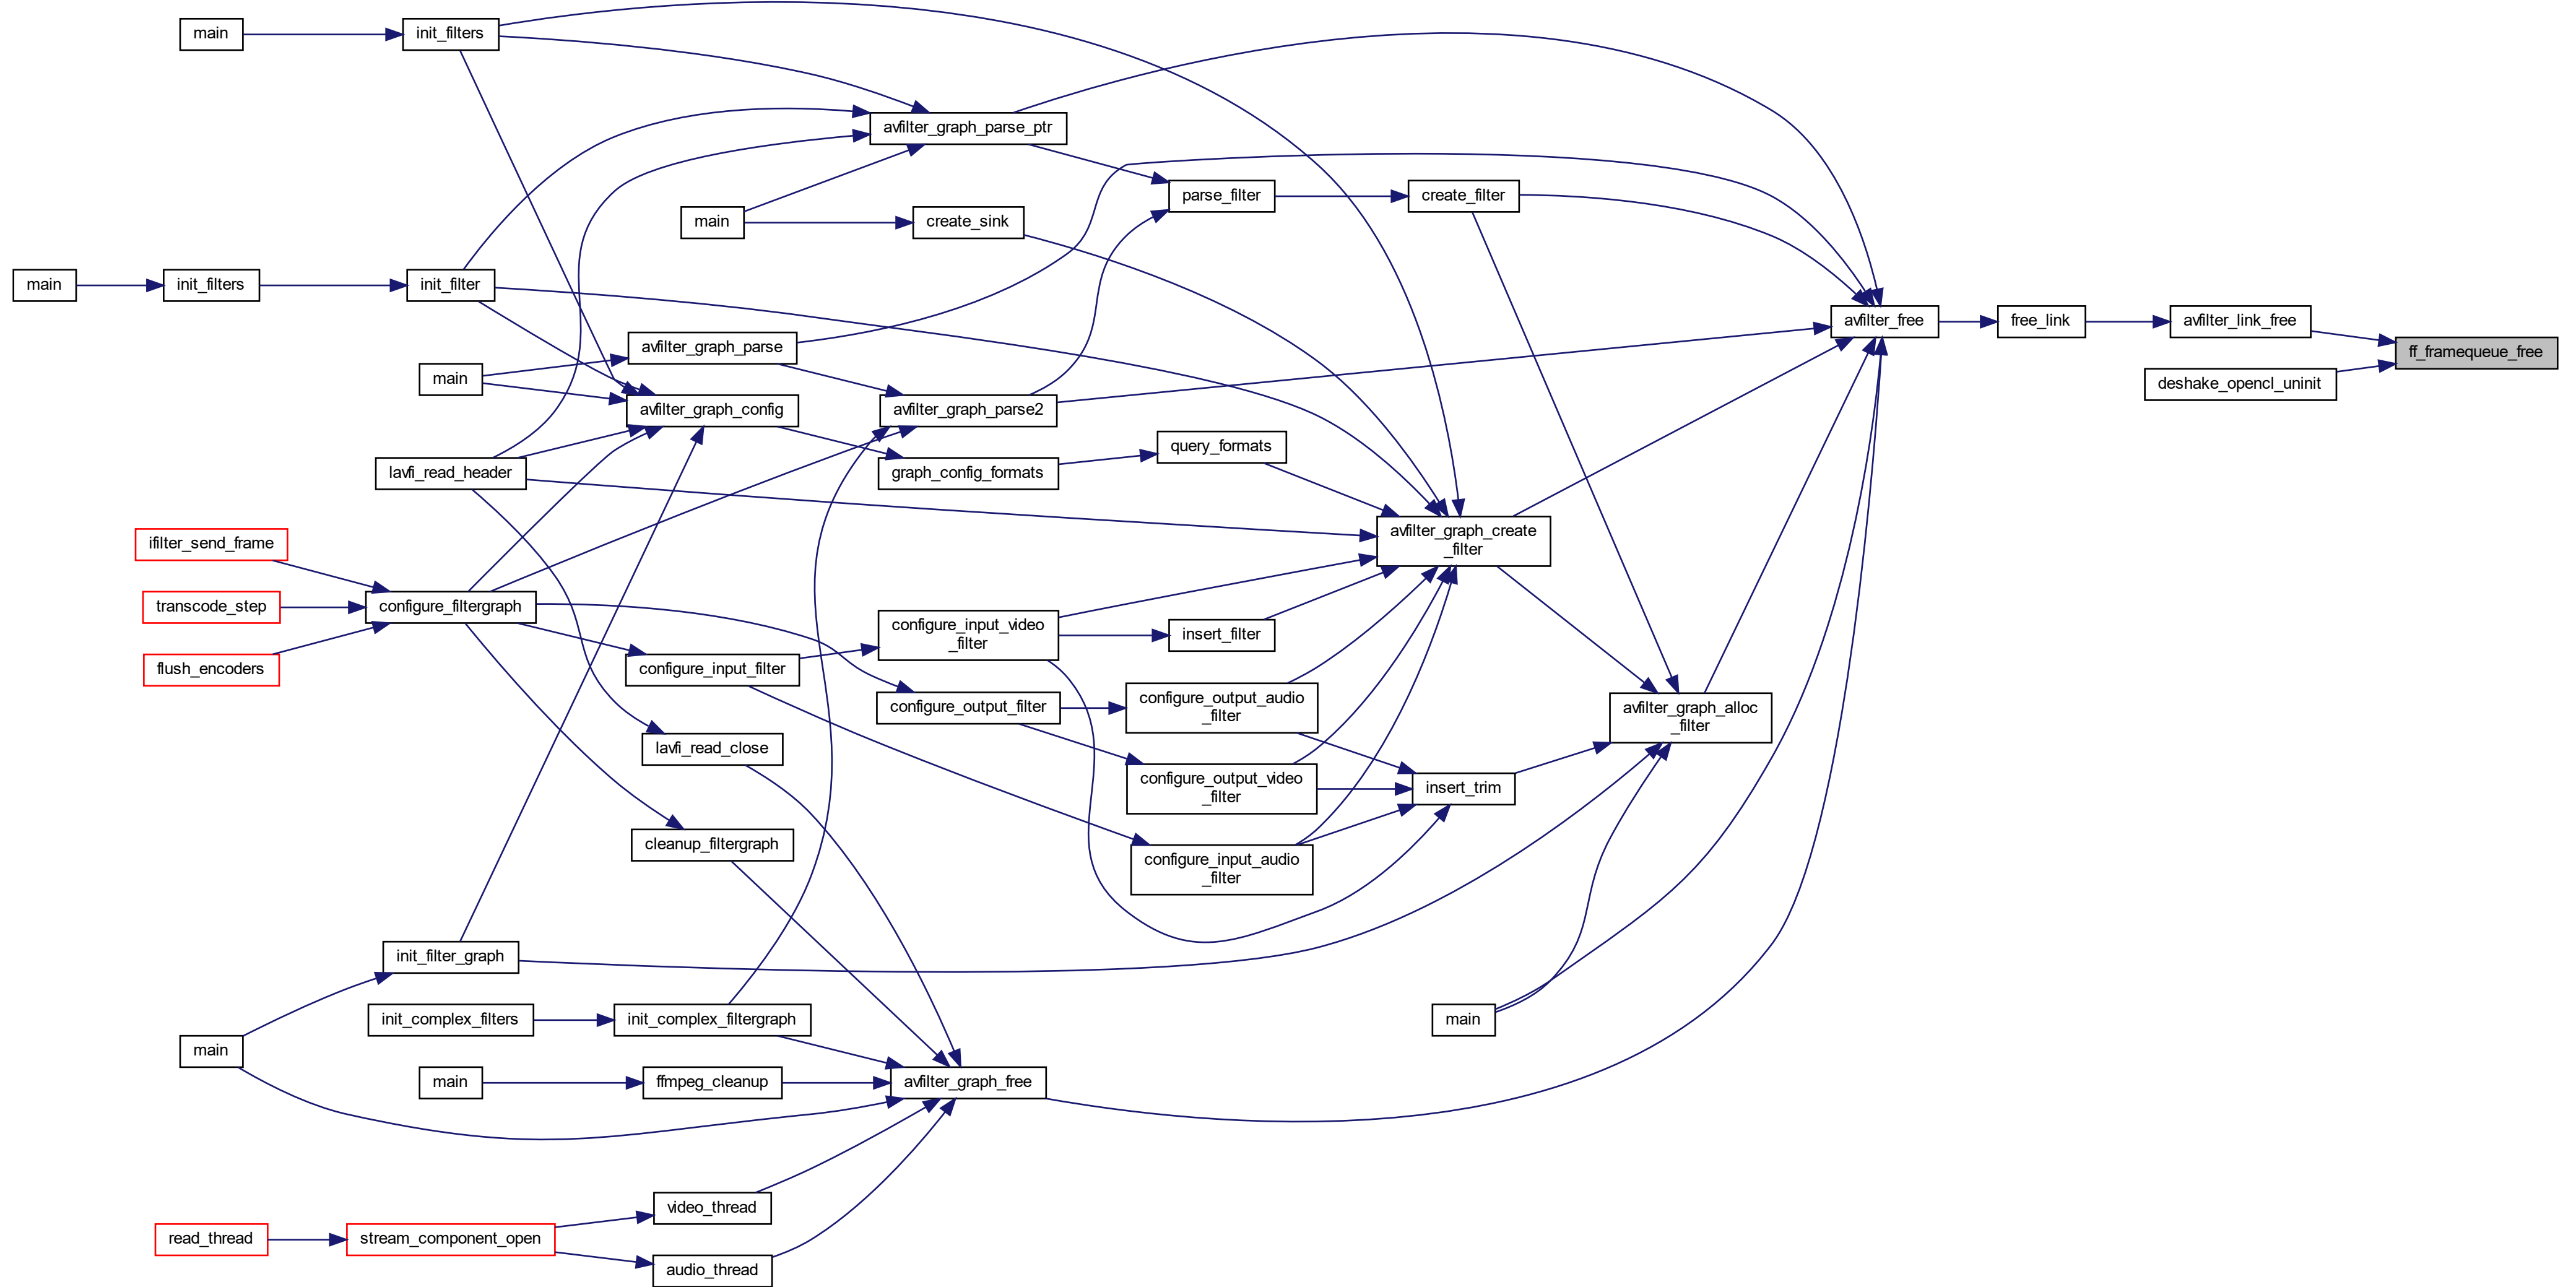 main
init_filters
avfilter_graph_parse_ptr
main
create_sink
parse_filter
create_filter
main
init_filters
init_filter
avfilter_free
free_link
avfilter_link_free
ff_framequeue_free
deshake_opencl_uninit
avfilter_graph_parse
main
avfilter_graph_config
avfilter_graph_parse2
query_formats
lavfi_read_header
graph_config_formats
avfilter_graph_create
_filter
ifilter_send_frame
transcode_step
configure_filtergraph
flush_encoders
configure_input_video
_filter
insert_filter
configure_input_filter
configure_output_filter
configure_output_audio
_filter
avfilter_graph_alloc
_filter
lavfi_read_close
configure_output_video
_filter
insert_trim
cleanup_filtergraph
configure_input_audio
_filter
init_filter_graph
init_complex_filters
init_complex_filtergraph
main
main
main
ffmpeg_cleanup
avfilter_graph_free
video_thread
read_thread
stream_component_open
audio_thread